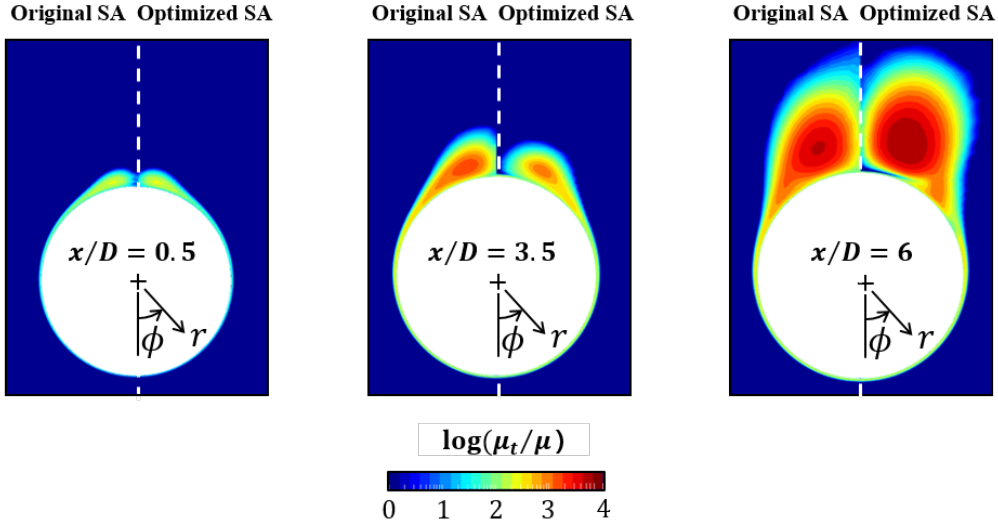 Original SA Optimized SA Original SA Optimized SA Original SA Optimized SA
x/D = 0.5 x/D = 3.5 x/D = 6
ϕ r ϕ r ϕ r
log(μₜ/μ)
0 1 2 3 4